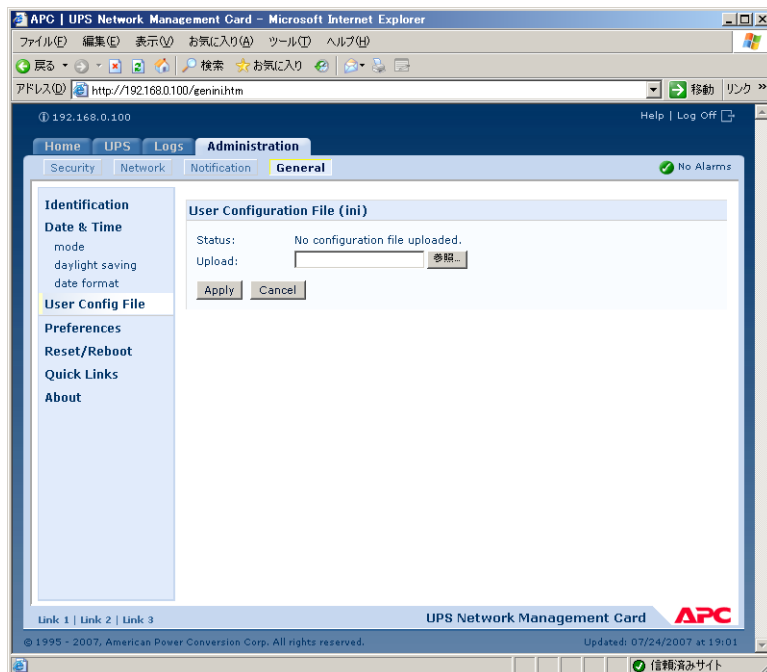 APC | UPS Network Management Card - Microsoft Internet Explorer
ファイル(F) 編集(E) 表示(V) お気に入り(A) ツール(T) ヘルプ(H)
戻る 検索 お気に入り
アドレス(D) http://192.168.0.100/genini.htm 移動 リンク »
192.168.0.100 Help | Log Off
Home UPS Logs Administration
Security Network Notification General No Alarms
Identification
Date & Time
mode
daylight saving
date format
User Config File
Preferences
Reset/Reboot
Quick Links
About
User Configuration File (ini)
Status: No configuration file uploaded.
Upload: 参照...
Apply Cancel
Link 1 | Link 2 | Link 3 UPS Network Management Card APC
© 1995 - 2007, American Power Conversion Corp. All rights reserved. Updated: 07/24/2007 at 19:01
信頼済みサイト